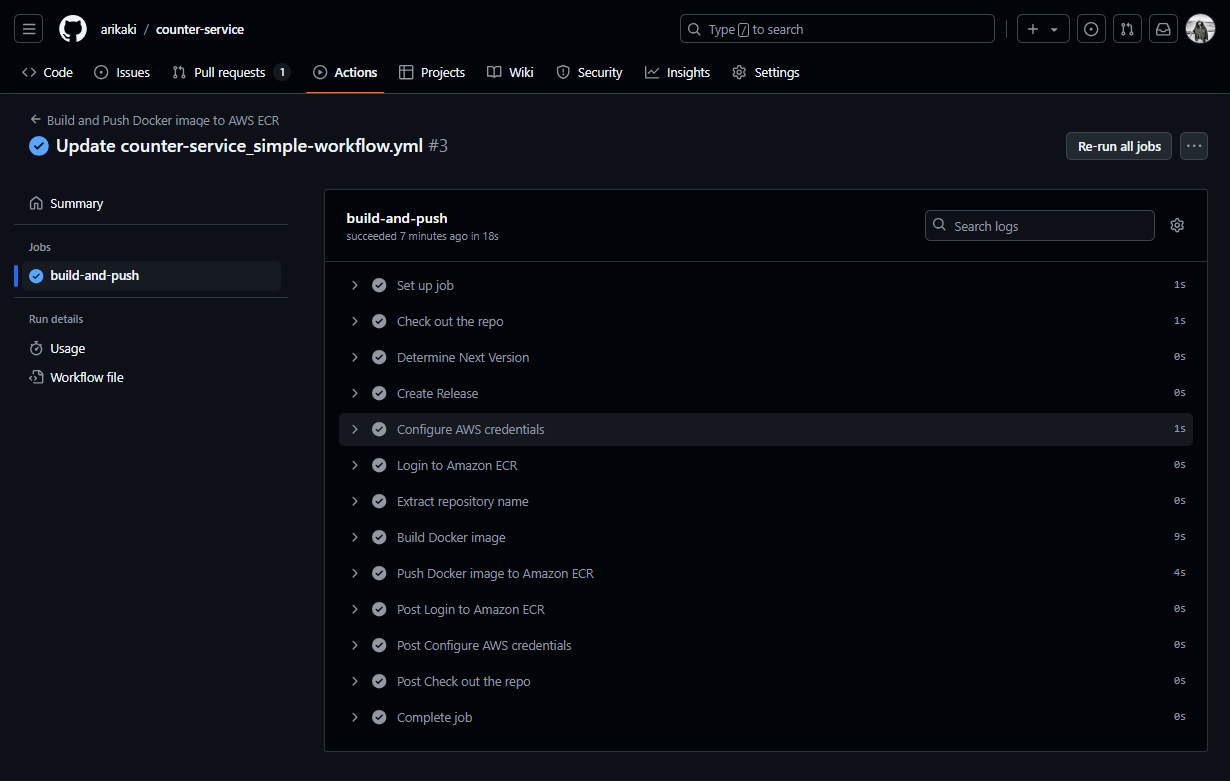 arikaki / counter-service
Type / to search
Code Issues Pull requests 1 Actions Projects Wiki Security Insights Settings
Build and Push Docker image to AWS ECR
Update counter-service_simple-workflow.yml #3
Re-run all jobs
Summary
Jobs
build-and-push
Run details
Usage
Workflow file
build-and-push
succeeded 7 minutes ago in 18s
Search logs
Set up job 1s
Check out the repo 1s
Determine Next Version 0s
Create Release 0s
Configure AWS credentials 1s
Login to Amazon ECR 0s
Extract repository name 0s
Build Docker image 9s
Push Docker image to Amazon ECR 4s
Post Login to Amazon ECR 0s
Post Configure AWS credentials 0s
Post Check out the repo 0s
Complete job 0s